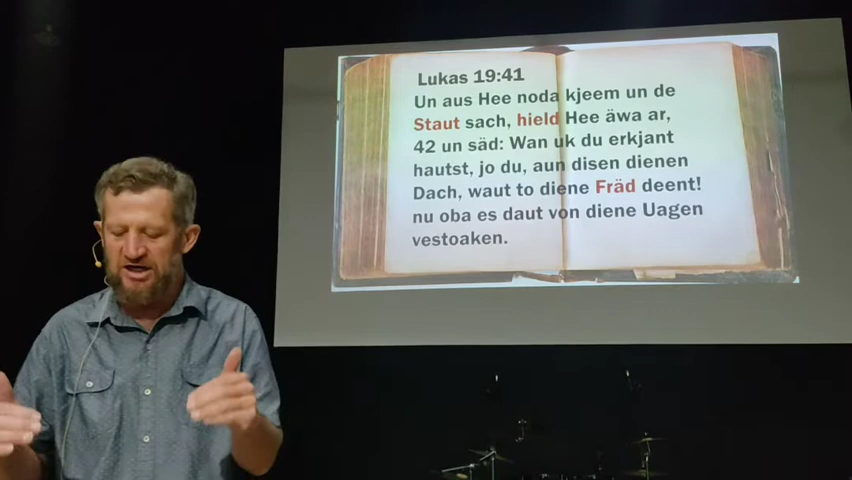 Lukas 19:41
Un aus Hee noda kjeem un de
Staut sach, hield Hee äwa ar,
42 un säd: Wan uk du erkjant
hautst, jo du, aun disen dienen
Dach, waut to diene Fräd deent!
nu oba es daut von diene Uagen
vestoaken.